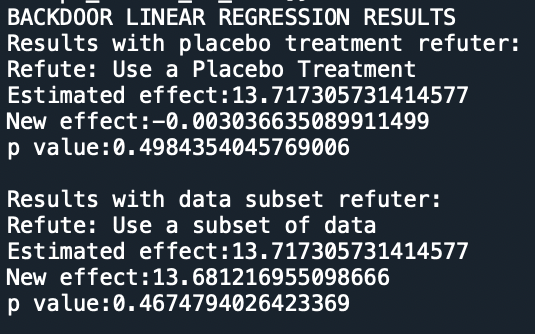 BACKDOOR LINEAR REGRESSION RESULTS
Results with placebo treatment refuter:
Refute: Use a Placebo Treatment
Estimated effect:13.717305731414577
New effect:-0.003036635089911499
p value:0.4984354045769006

Results with data subset refuter:
Refute: Use a subset of data
Estimated effect:13.717305731414577
New effect:13.681216955098666
p value:0.4674794026423369